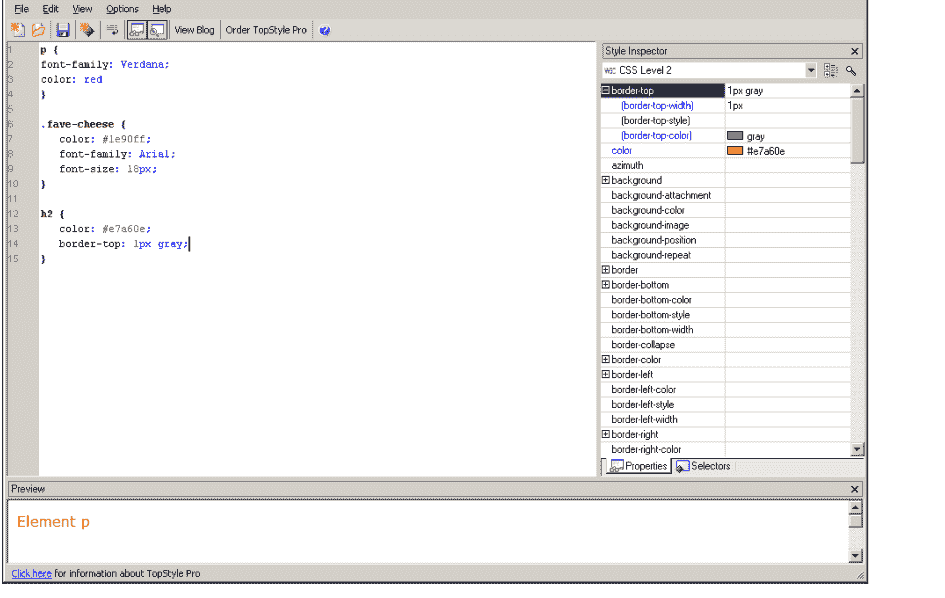 File Edit View Options Help
View Blog Order TopStyle Pro
1 p {
2 font-family: Verdana;
3 color: red
4 }
5
6 .fave-cheese {
7 color: #1e90ff;
8 font-family: Arial;
9 font-size: 18px;
10 }
11
12 h2 {
13 color: #e7a60e;
14 border-top: 1px gray;
15 }
Style Inspector
W3C CSS Level 2
border-top 1px gray
(border-top-width) 1px
(border-top-style)
(border-top-color) gray
color #e7a60e
azimuth
background
background-attachment
background-color
background-image
background-position
background-repeat
border
border-bottom
border-bottom-color
border-bottom-style
border-bottom-width
border-collapse
border-color
border-left
border-left-color
border-left-style
border-left-width
border-right
border-right-color
Properties Selectors
Preview
Element p
Click here for information about TopStyle Pro